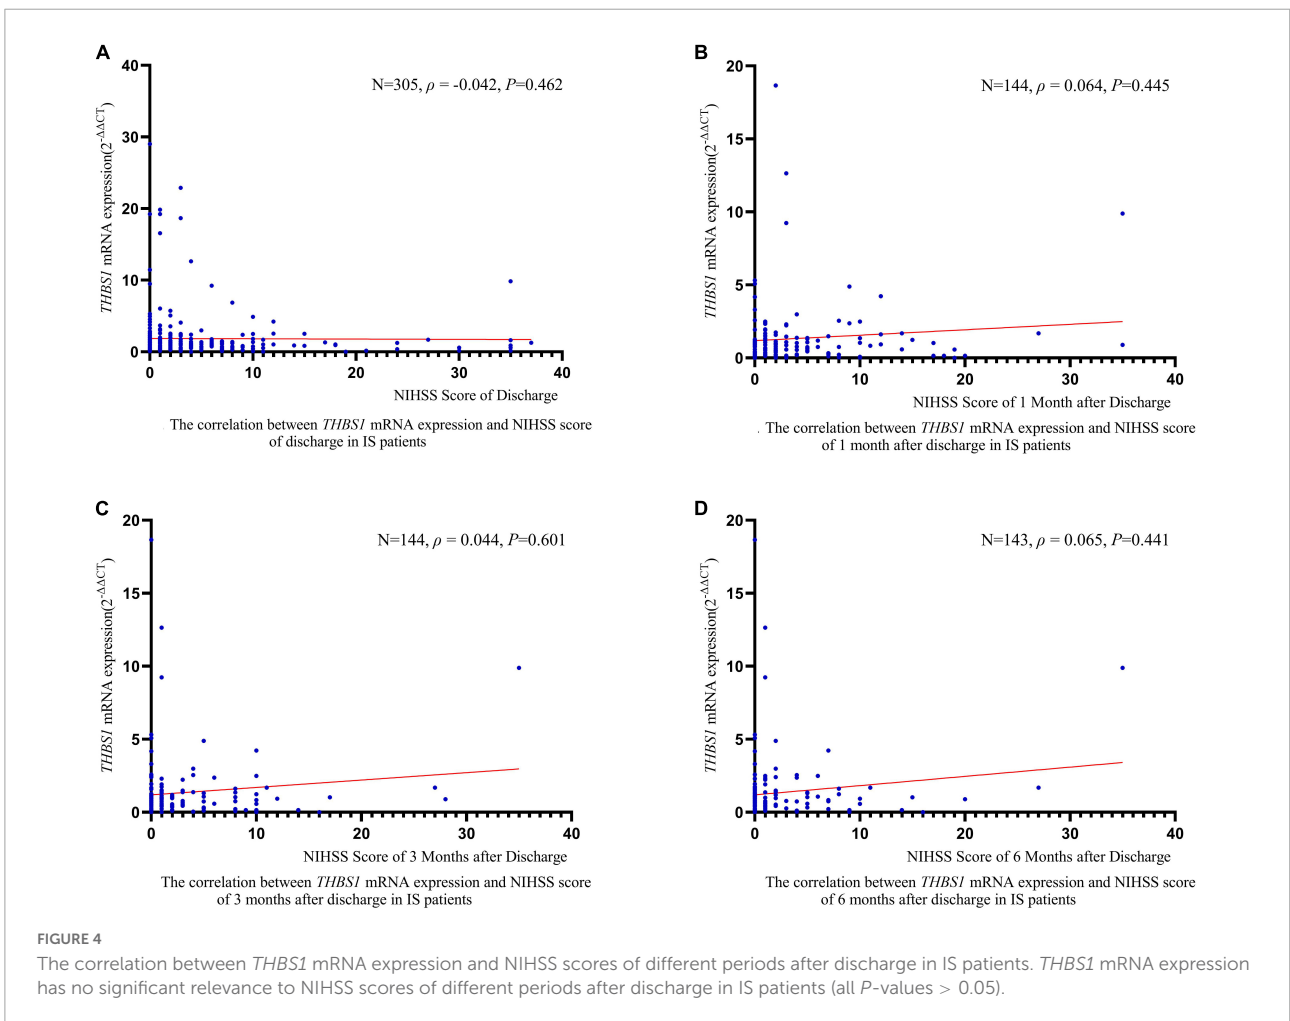 A
40
30
20
10
0
THBS1 mRNA expression(2^-ΔΔCT)
N=305, ρ = -0.042, P=0.462
0 10 20 30 40
NIHSS Score of Discharge
The correlation between THBS1 mRNA expression and NIHSS score
of discharge in IS patients
B
20
15
10
5
0
THBS1 mRNA expression(2^-ΔΔCT)
N=144, ρ = 0.064, P=0.445
0 10 20 30 40
NIHSS Score of 1 Month after Discharge
The correlation between THBS1 mRNA expression and NIHSS score
of 1 month after discharge in IS patients
C
20
15
10
5
0
THBS1 mRNA expression(2^-ΔΔCT)
N=144, ρ = 0.044, P=0.601
0 10 20 30 40
NIHSS Score of 3 Months after Discharge
The correlation between THBS1 mRNA expression and NIHSS score
of 3 months after discharge in IS patients
D
20
15
10
5
0
THBS1 mRNA expression(2^-ΔΔCT)
N=143, ρ = 0.065, P=0.441
0 10 20 30 40
NIHSS Score of 6 Months after Discharge
The correlation between THBS1 mRNA expression and NIHSS score
of 6 months after discharge in IS patients
FIGURE 4
The correlation between THBS1 mRNA expression and NIHSS scores of different periods after discharge in IS patients. THBS1 mRNA expression
has no significant relevance to NIHSS scores of different periods after discharge in IS patients (all P-values > 0.05).